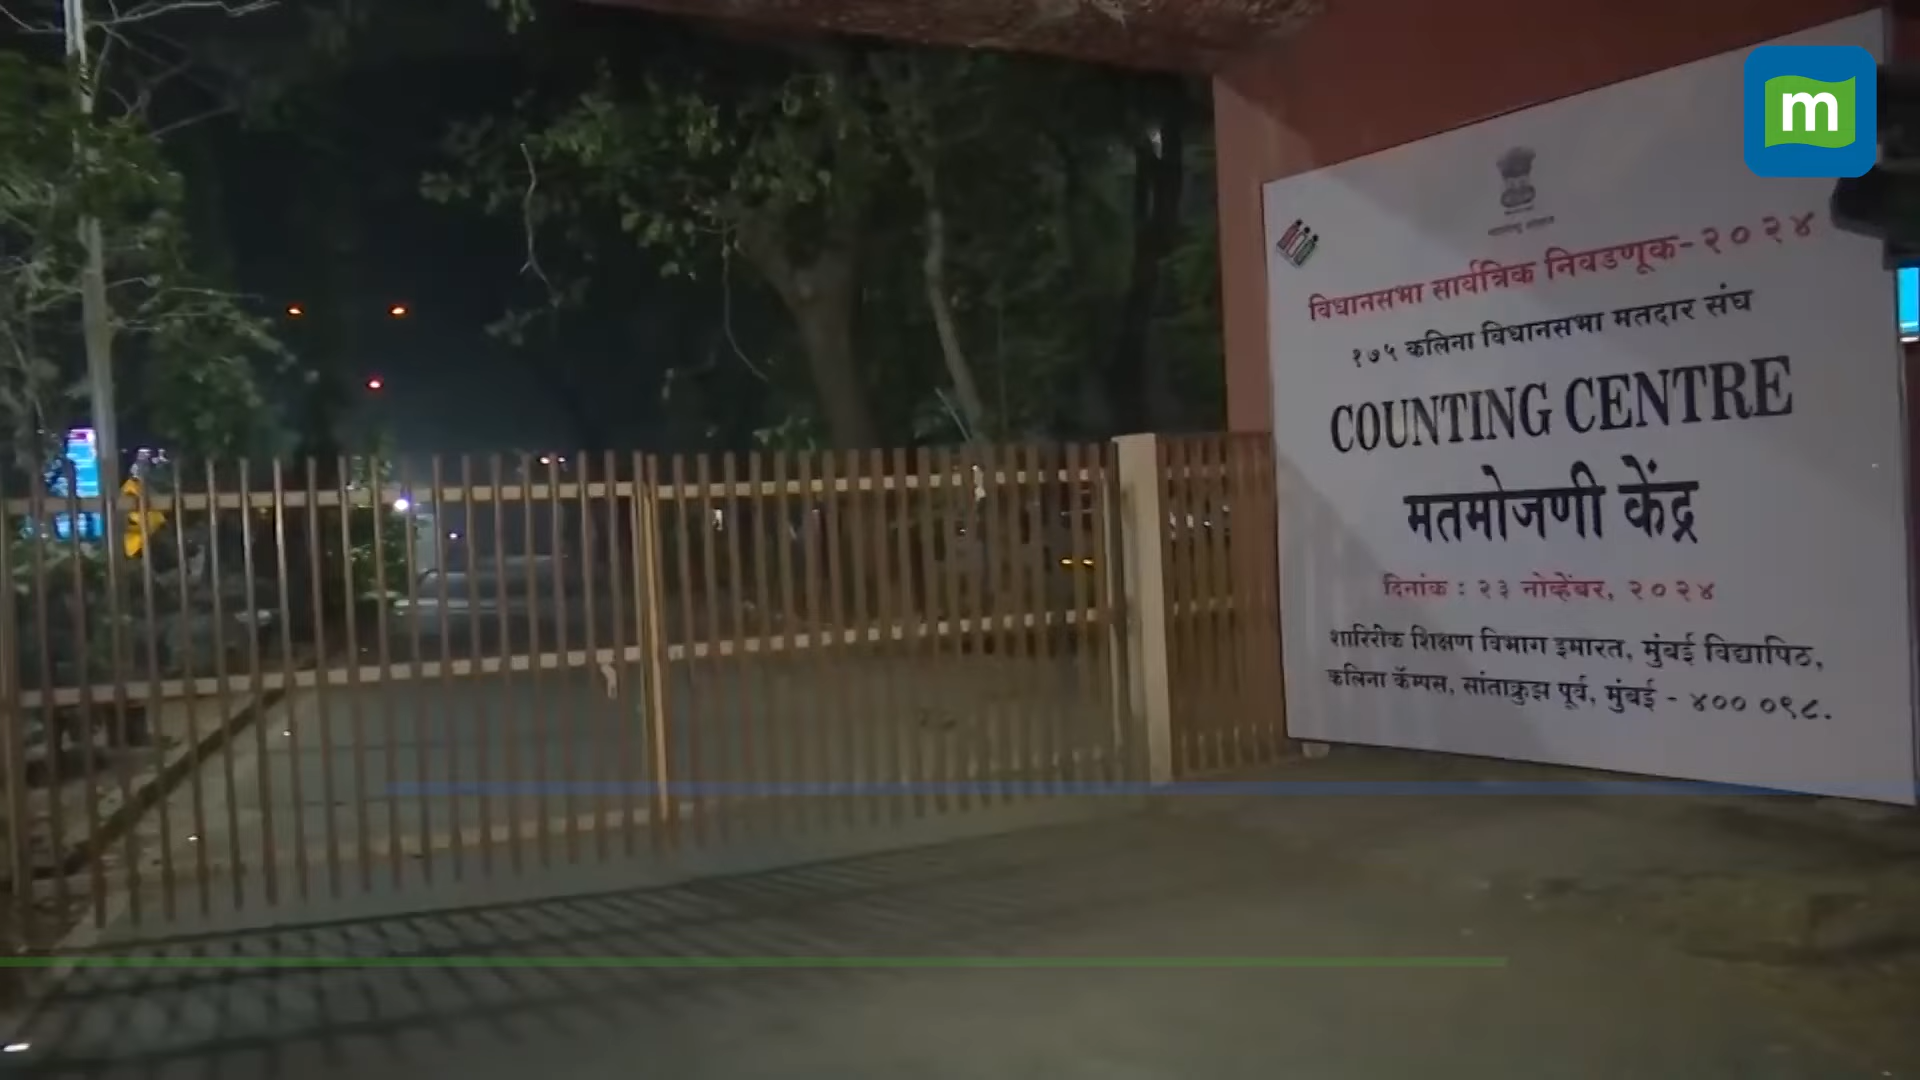 m
विधानसभा सार्वत्रिक निवडणूक-२०२४
१७५ कलिना विधानसभा मतदार संघ
COUNTING CENTRE
मतमोजणी केंद्र
दिनांक : २३ नोव्हेंबर, २०२४
शारिरीक शिक्षण विभाग इमारत, मुंबई विद्यापिठ,
कलिना कॅम्पस, सांताक्रुझ पूर्व, मुंबई - ४०० ०९८.